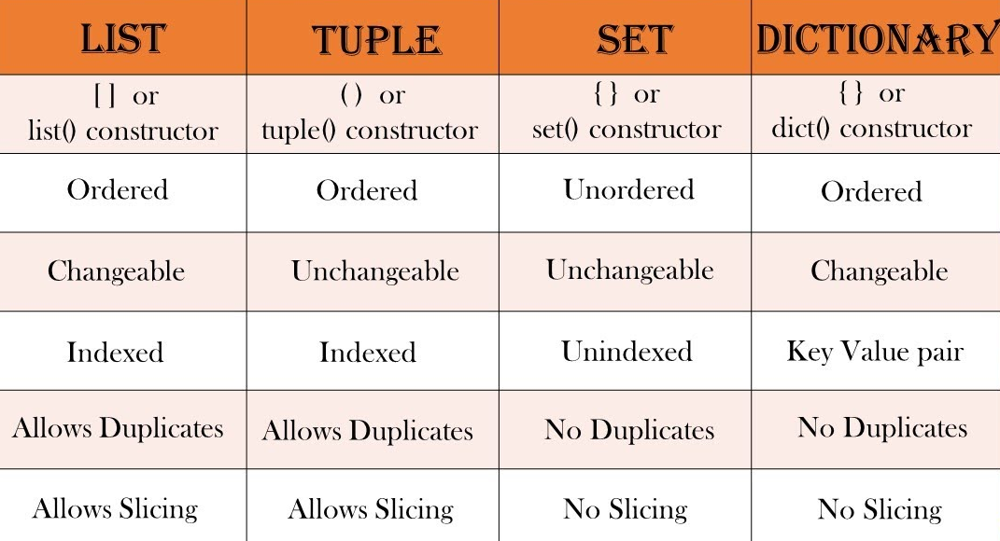 LIST TUPLE SET DICTIONARY
[ ] or ( ) or { } or { } or
list() constructor tuple() constructor set() constructor dict() constructor
Ordered Ordered Unordered Ordered
Changeable Unchangeable Unchangeable Changeable
Indexed Indexed Unindexed Key Value pair
Allows Duplicates Allows Duplicates No Duplicates No Duplicates
Allows Slicing Allows Slicing No Slicing No Slicing